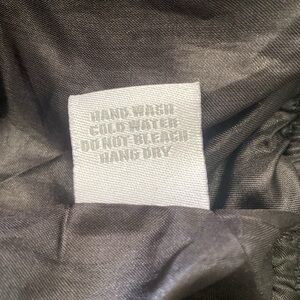 HAND WASH
COLD WATER
DO NOT BLEACH
HANG DRY